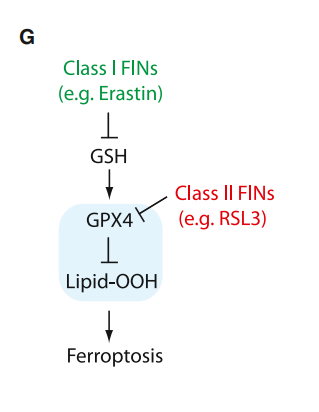 G
Class I FINs
(e.g. Erastin)
GSH
Class II FINs
(e.g. RSL3)
GPX4
Lipid-OOH
Ferroptosis